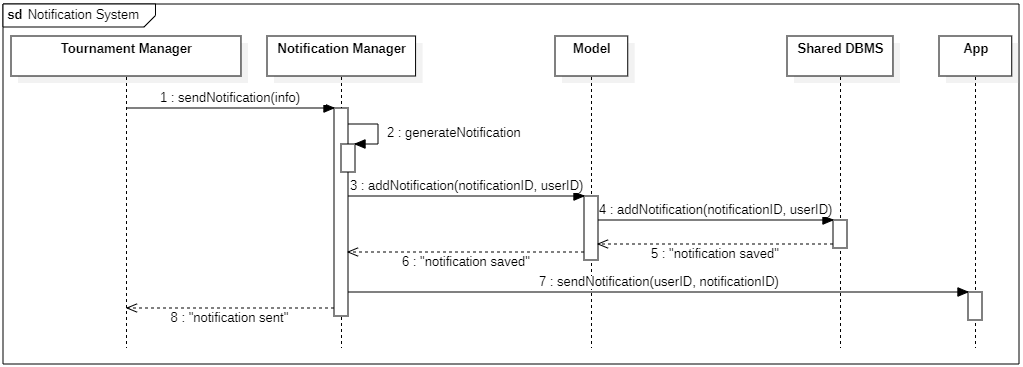 sd Notification System
Tournament Manager
Notification Manager
Model
Shared DBMS
App
1 : sendNotification(info)
2 : generateNotification
3 : addNotification(notificationID, userID)
4 : addNotification(notificationID, userID)
5 : "notification saved"
6 : "notification saved"
7 : sendNotification(userID, notificationID)
8 : "notification sent"